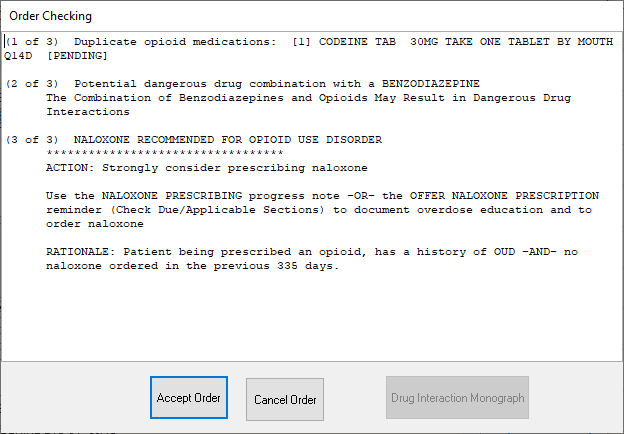 Order Checking
(1 of 3)  Duplicate opioid medications:  [1] CODEINE TAB  30MG TAKE ONE TABLET BY MOUTH
Q14D  [PENDING]
(2 of 3)  Potential dangerous drug combination with a BENZODIAZEPINE
The Combination of Benzodiazepines and Opioids May Result in Dangerous Drug
Interactions
(3 of 3)  NALOXONE RECOMMENDED FOR OPIOID USE DISORDER
**********************************
ACTION: Strongly consider prescribing naloxone
Use the NALOXONE PRESCRIBING progress note -OR- the OFFER NALOXONE PRESCRIPTION
reminder (Check Due/Applicable Sections) to document overdose education and to
order naloxone
RATIONALE: Patient being prescribed an opioid, has a history of OUD -AND- no
naloxone ordered in the previous 335 days.
Accept Order
Cancel Order
Drug Interaction Monograph